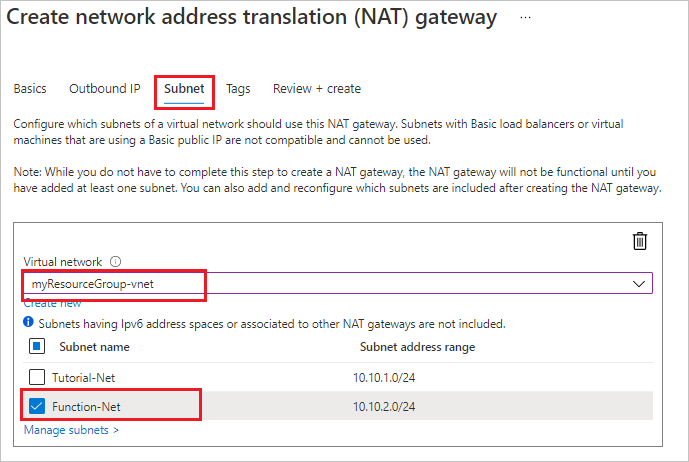 Create network address translation (NAT) gateway ...
Basics Outbound IP Subnet Tags Review + create
Configure which subnets of a virtual network should use this NAT gateway. Subnets with Basic load balancers or virtual
machines that are using a Basic public IP are not compatible and cannot be used.
Note: While you do not have to complete this step to create a NAT gateway, the NAT gateway will not be functional until you
have added at least one subnet. You can also add and reconfigure which subnets are included after creating the NAT gateway.
Virtual network
myResourceGroup-vnet
Create new
Subnets having Ipv6 address spaces or associated to other NAT gateways are not included.
Subnet name Subnet address range
Tutorial-Net 10.10.1.0/24
Function-Net 10.10.2.0/24
Manage subnets >